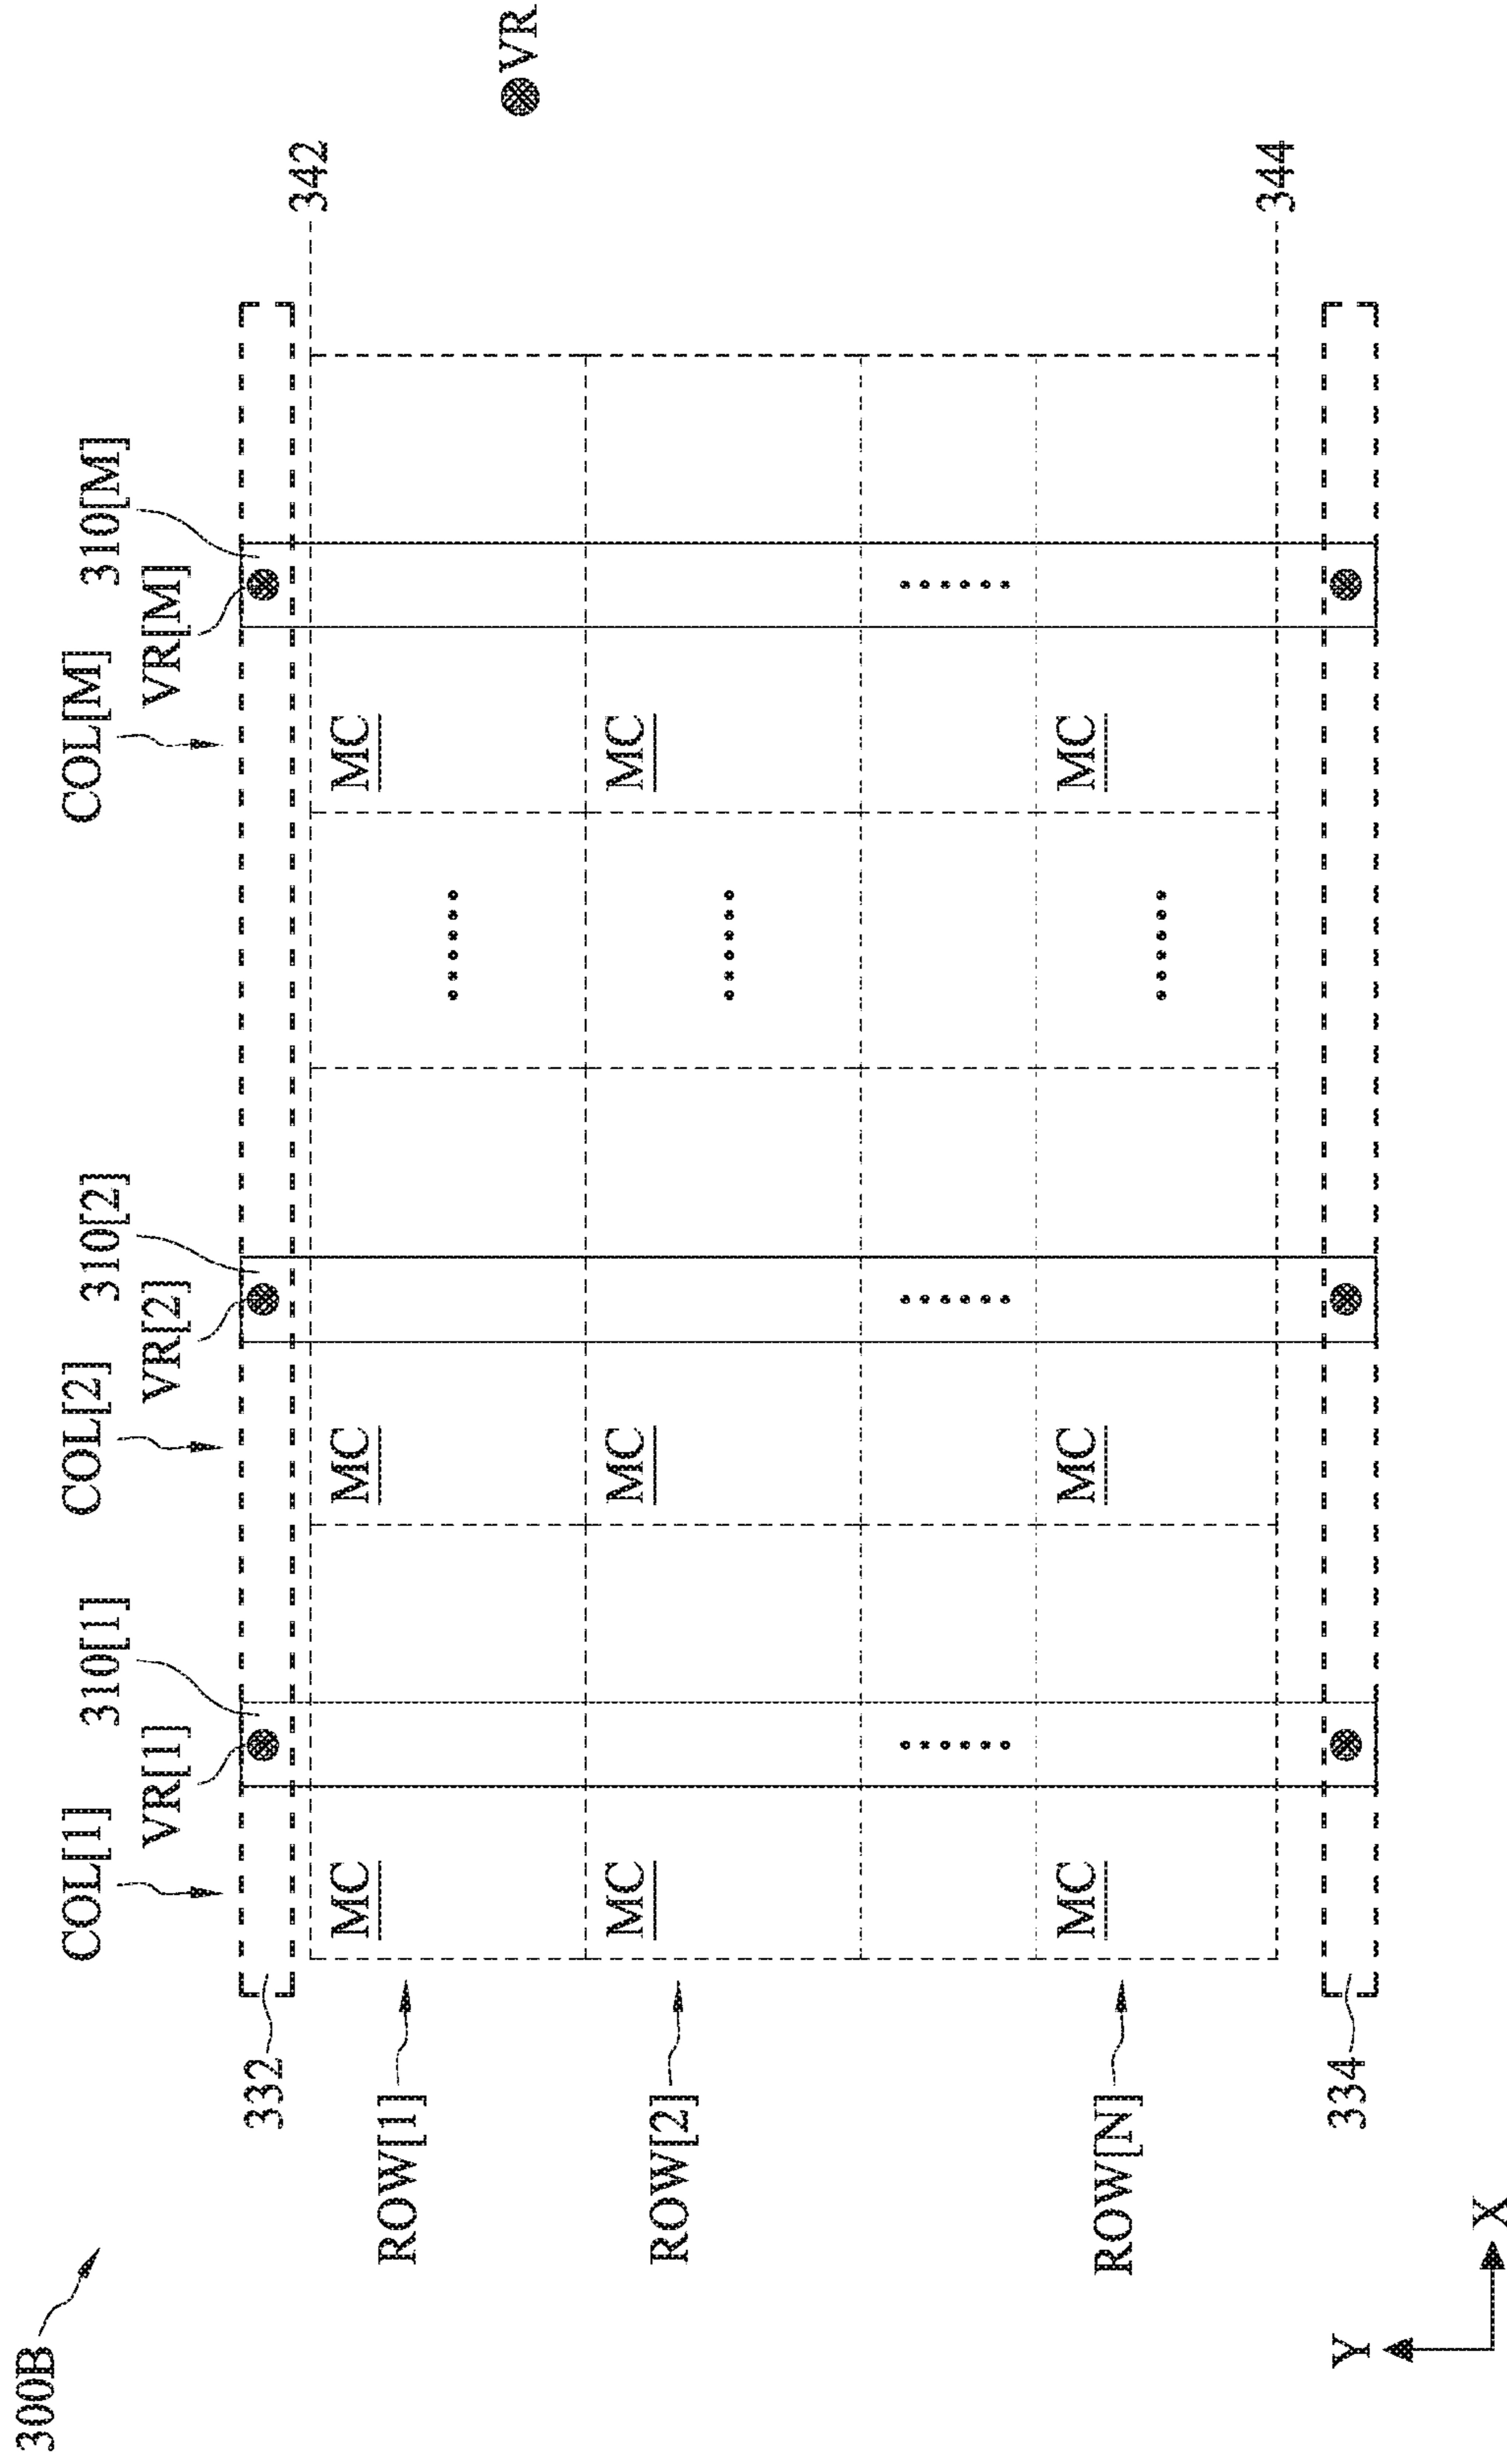 300B
COL[1]
COL[2]
COL[M]
310[1]
310[2]
310[M]
VR[1]
VR[2]
VR[M]
332
342
ROW[1]
MC
MC
MC
VR
ROW[2]
MC
MC
MC
ROW[N]
MC
MC
MC
344
334
Y
X